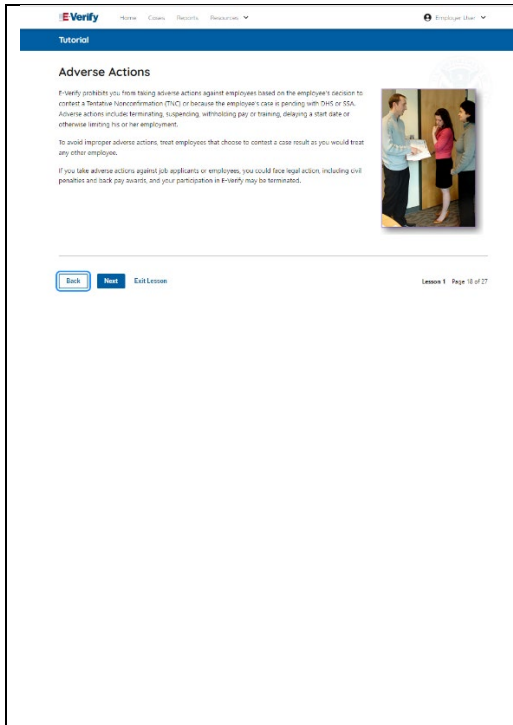 E-Verify Home Cases Reports Resources Employer User
Tutorial
Adverse Actions
E-Verify prohibits you from taking adverse actions against employees based on the employee's decision to
contest a Tentative Nonconfirmation (TNC) or because the employee's case is pending with DHS or SSA.
Adverse actions include: terminating, suspending, withholding pay or training, delaying a start date or
otherwise limiting his or her employment.
To avoid improper adverse actions, treat employees that choose to contest a case result as you would treat
any other employee.
If you take adverse actions against job applicants or employees, you could face legal action, including civil
penalties and back pay awards, and your participation in E-Verify may be terminated.
Back Next Exit Lesson Lesson 1 Page 18 of 27